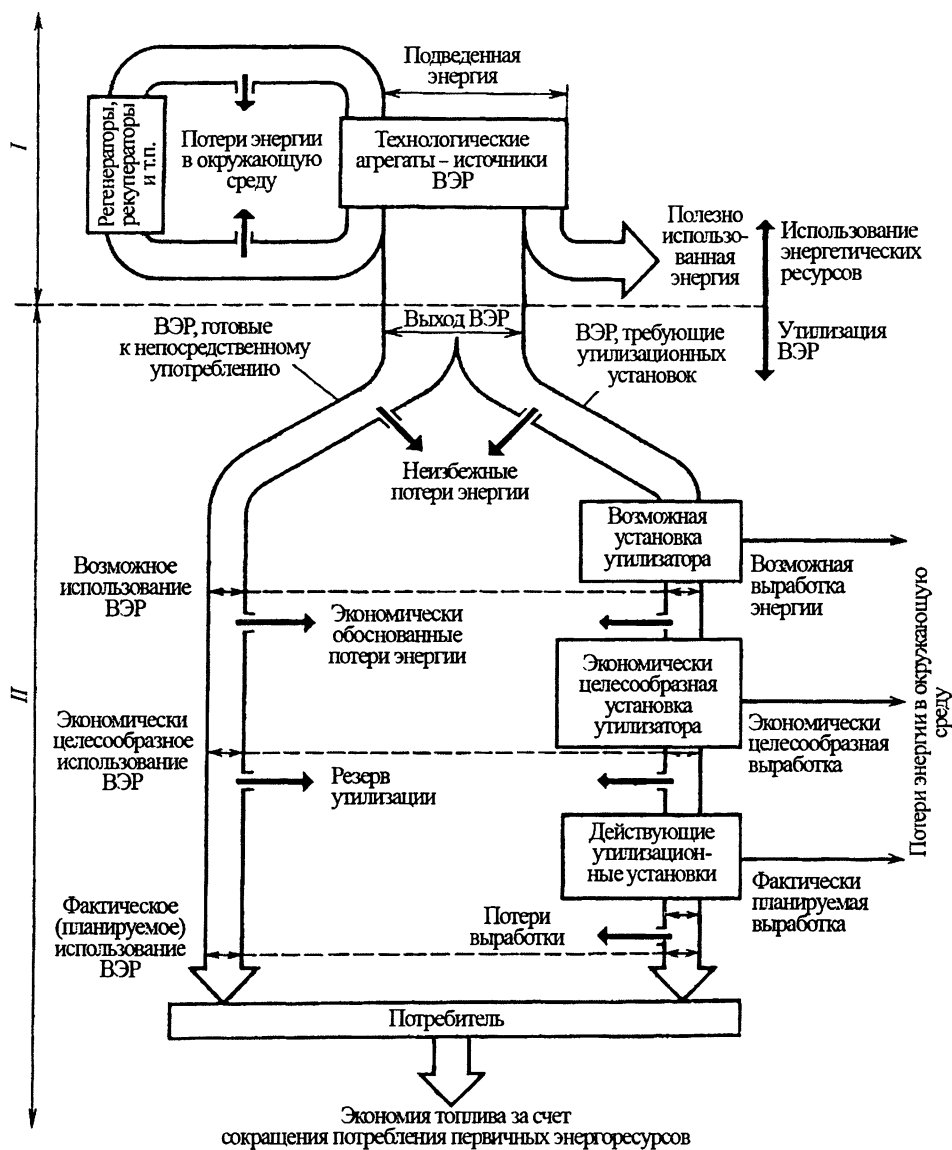 Подведенная
энергия
I
Регенераторы,
рекуператоры
и т.п.
Потери энергии
в окружающую
среду
Технологические
агрегаты – источники
ВЭР
Полезно
использо-
ванная
энергия
Использование
энергетических
ресурсов
Утилизация
ВЭР
ВЭР, готовые
к непосредственному
употреблению
Выход ВЭР
ВЭР, требующие
утилизационных
установок
Неизбежные
потери энергии
II
Возможная
установка
утилизатора
Возможная
выработка
энергии
Возможное
использование
ВЭР
Экономически
обоснованные
потери энергии
Экономически
целесообразная
установка
утилизатора
Экономически
целесообразная
выработка
Потери энергии в окружающую
среду
Экономически
целесообразное
использование
ВЭР
Резерв
утилизации
Действующие
утилизацион-
ные установки
Фактически
планируемая
выработка
Фактическое
(планируемое)
использование
ВЭР
Потери
выработки
Потребитель
Экономия топлива за счет
сокращения потребления первичных энергоресурсов